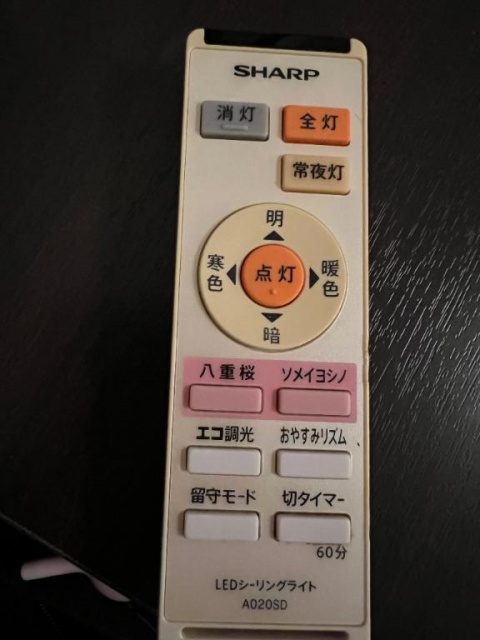 SHARP
消灯
全灯
常夜灯
明
寒色
点灯
暖色
暗
八重桜
ソメイヨシノ
エコ調光
おやすみリズム
留守モード
切タイマー
60分
LEDシーリングライト
A020SD